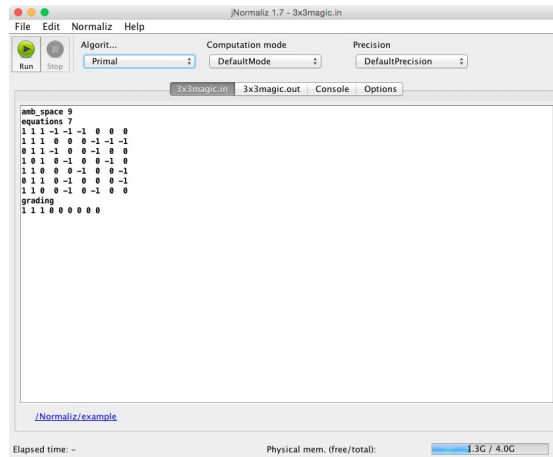 jNormaliz 1.7 - 3x3magic.in
File Edit Normaliz Help
Algorit... Computation mode Precision
Primal DefaultMode DefaultPrecision
Run Stop
3x3magic.in 3x3magic.out Console Options
amb_space 9
equations 7
1 1 1 -1 -1 -1 0 0 0
1 1 1 0 0 0 -1 -1 -1
0 1 1 -1 0 0 -1 0 0
1 0 1 0 -1 0 0 -1 0
1 1 0 0 0 -1 0 0 -1
0 1 1 0 -1 0 0 0 -1
1 1 0 0 -1 0 -1 0 0
grading
1 1 1 0 0 0 0 0 0
/Normaliz/example
Elapsed time: – Physical mem. (free/total): 1.3G / 4.0G